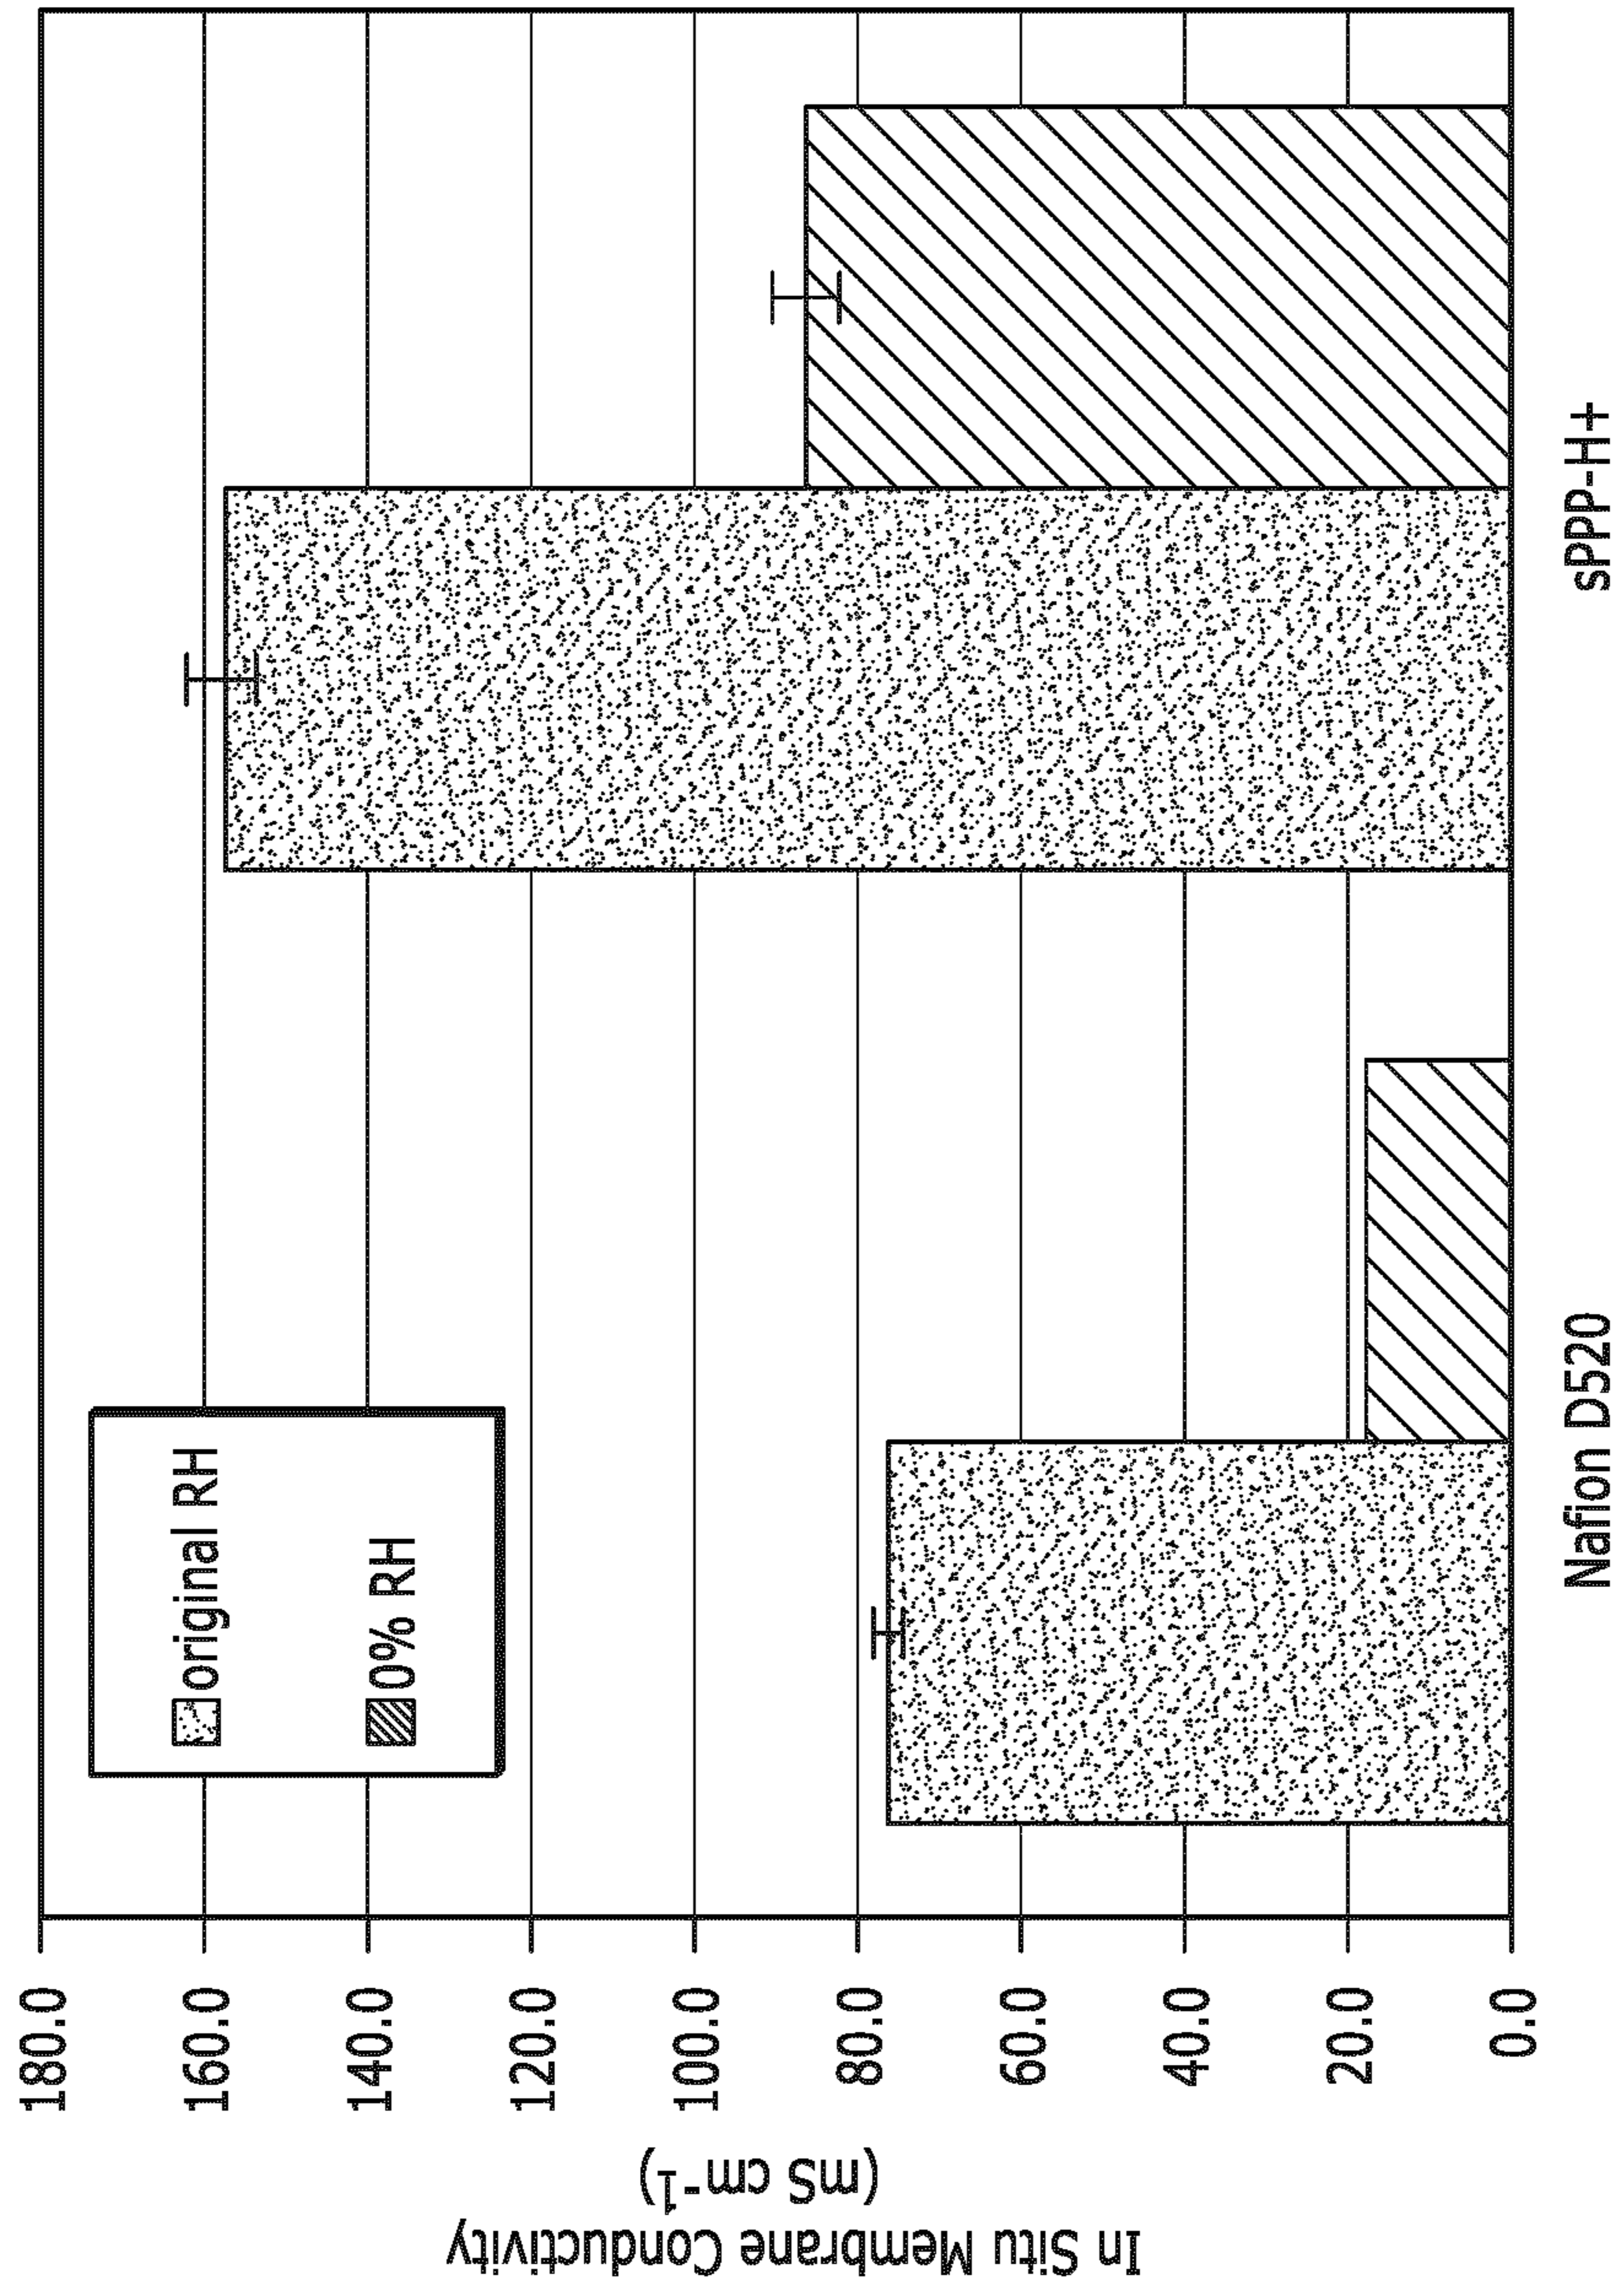 In Situ Membrane Conductivity
(mS cm-1)
180.0
160.0
140.0
120.0
100.0
80.0
60.0
40.0
20.0
0.0
original RH
0% RH
Nafion D520
sPPP-H+